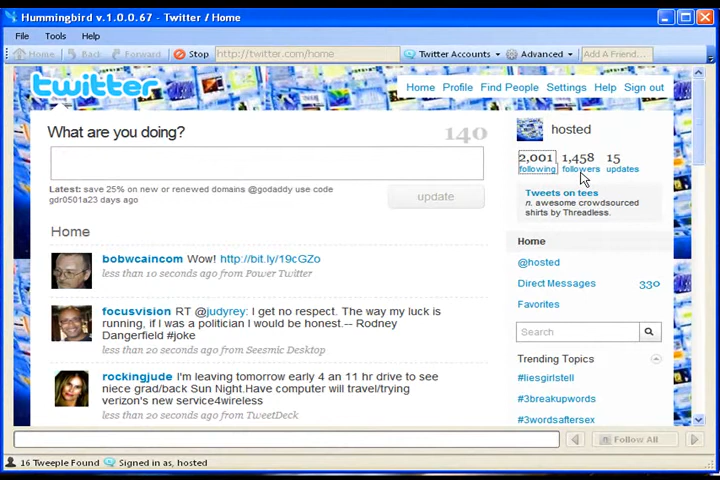 Hummingbird v.1.0.0.67 - Twitter / Home
File Tools Help
Home Back Forward Stop http://twitter.com/home Twitter Accounts Advanced Add A Friend...
twitter
Home Profile Find People Settings Help Sign out
What are you doing? 140
Latest: save 25% on new or renewed domains @godaddy use code
gdr0501a23 days ago
update
Home
bobwcaincom Wow! http://bit.ly/19cGZo
less than 10 seconds ago from Power Twitter
focusvision RT @judyrey: I get no respect. The way my luck is
running, if I was a politician I would be honest.-- Rodney
Dangerfield #joke
less than 20 seconds ago from Seesmic Desktop
rockingjude I'm leaving tomorrow early 4 an 11 hr drive to see
niece grad/back Sun Night.Have computer will travel/trying
verizon's new service4wireless
less than 20 seconds ago from TweetDeck
hosted
2,001 1,458 15
following followers updates
Tweets on tees
n. awesome crowdsourced
shirts by Threadless.
Home
@hosted
Direct Messages 330
Favorites
Search
Trending Topics
#liesgirlstell
#3breakupwords
#3wordsaftersex
Follow All
16 Tweeple Found Signed in as, hosted